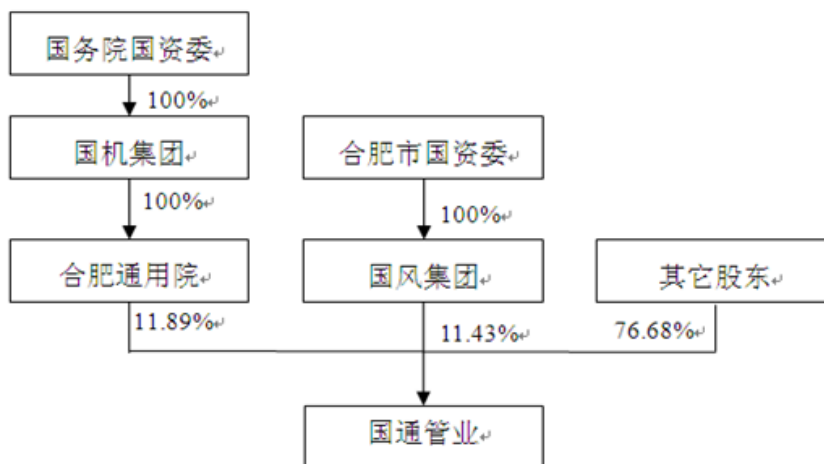 国务院国资委
100%
国机集团
合肥市国资委
100%
100%
合肥通用院
国风集团
其它股东
11.89%
11.43%
76.68%
国通管业